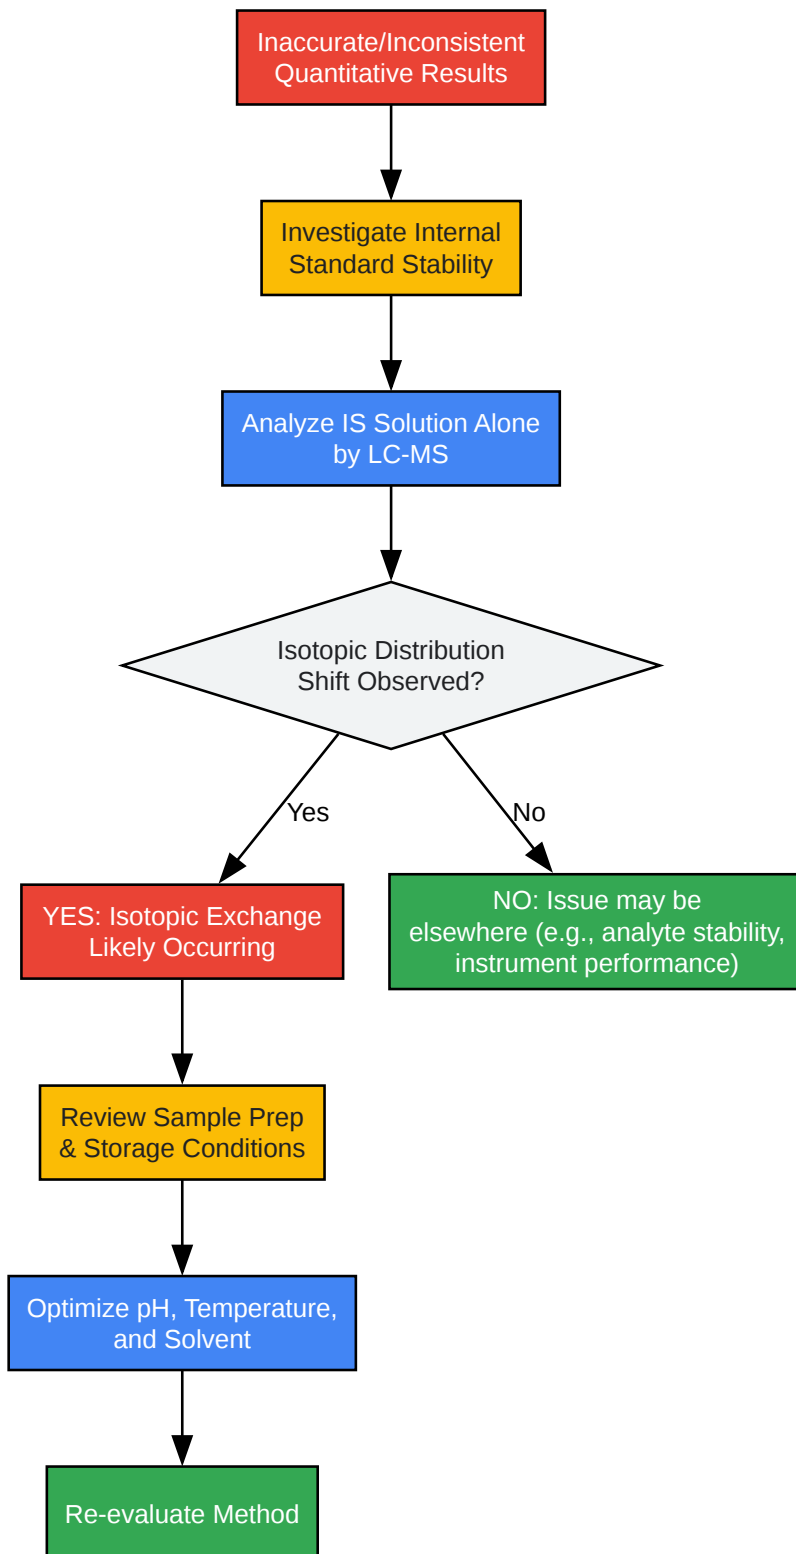 Inaccurate/Inconsistent
Quantitative Results
Investigate Internal
Standard Stability
Analyze IS Solution Alone
by LC-MS
Isotopic Distribution
Shift Observed?
Yes
No
YES: Isotopic Exchange
Likely Occurring
NO: Issue may be
elsewhere (e.g., analyte stability,
instrument performance)
Review Sample Prep
& Storage Conditions
Optimize pH, Temperature,
and Solvent
Re-evaluate Method